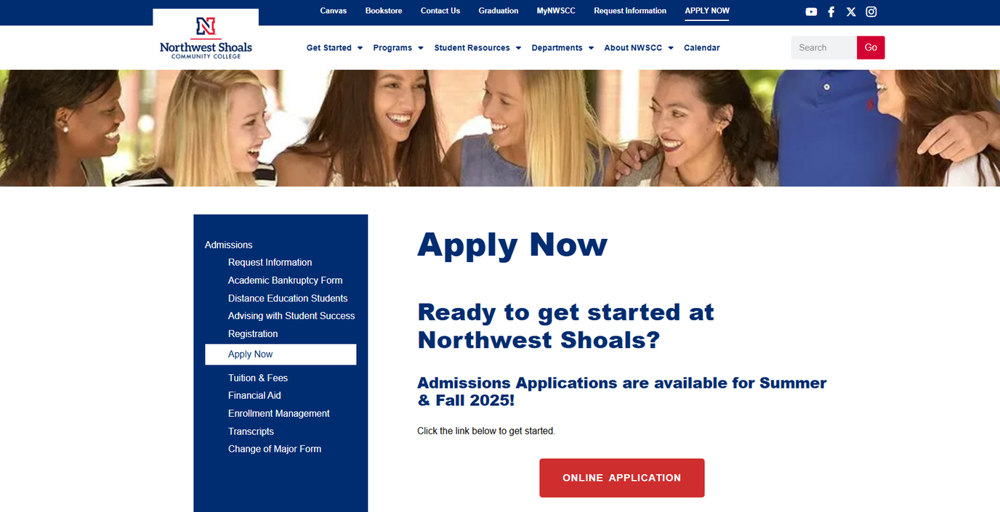 Canvas Bookstore Contact Us Graduation MyNWSCC Request Information APPLY NOW
N
Northwest Shoals
COMMUNITY COLLEGE
Get Started Programs Student Resources Departments About NWSCC Calendar
Search Go
Admissions
Request Information
Academic Bankruptcy Form
Distance Education Students
Advising with Student Success
Registration
Apply Now
Tuition & Fees
Financial Aid
Enrollment Management
Transcripts
Change of Major Form
Apply Now
Ready to get started at
Northwest Shoals?
Admissions Applications are available for Summer
& Fall 2025!
Click the link below to get started.
ONLINE APPLICATION